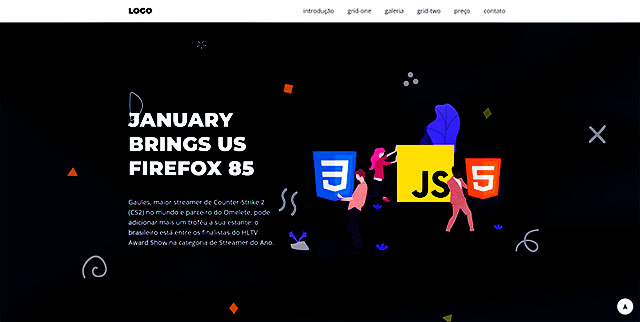 LOGO
introdução grid-one galeria grid-two preço contato
JANUARY
BRINGS US
FIREFOX 85
Gaules, maior streamer de Counter-Strike 2
(CS2) no mundo e parceiro do Omelete, pode
adicionar mais um troféu a sua estante: o
brasileiro está entre os finalistas do HLTV
Award Show na categoria de Streamer do Ano.
3
JS
5